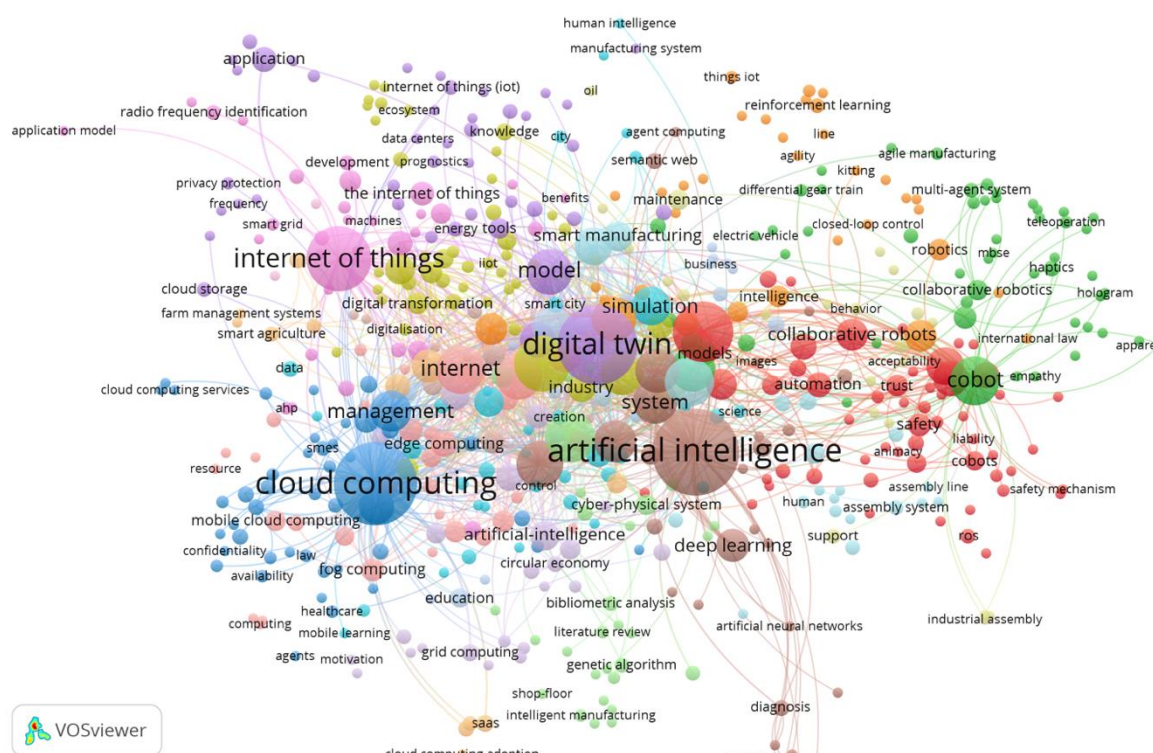 human intelligence
manufacturing system
application
things iot
internet of things (iot)
oil
reinforcement learning
ecosystem
radio frequency identification
application model
knowledge
city
agent computing
line
data centers
semantic web
agility
agile manufacturing
development
prognostics
kitting
privacy protection
the internet of things
benefits
maintenance
differential gear train
multi-agent system
frequency
machines
teleoperation
smart grid
energy tools
smart manufacturing
electric vehicle
closed-loop control
internet of things
iiot
model
business
robotics
mbse
haptics
cloud storage
digital transformation
smart city
simulation
intelligence
collaborative robotics
hologram
farm management systems
behavior
smart agriculture
digitalisation
digital twin
models
collaborative robots
international law
images
acceptability
appare
data
internet
industry
automation
trust
cobot
empathy
cloud computing services
ahp
management
creation
system
science
safety
smes
edge computing
artificial intelligence
liability
animacy
cobots
resource
cloud computing
control
assembly line
safety mechanism
cyber-physical system
human
assembly system
mobile cloud computing
artificial-intelligence
deep learning
support
ros
confidentiality
law
availability
fog computing
circular economy
education
bibliometric analysis
healthcare
computing
mobile learning
literature review
artificial neural networks
industrial assembly
agents
motivation
grid computing
genetic algorithm
shop-floor
diagnosis
saas
intelligent manufacturing
VOSviewer
cloud computing adoption